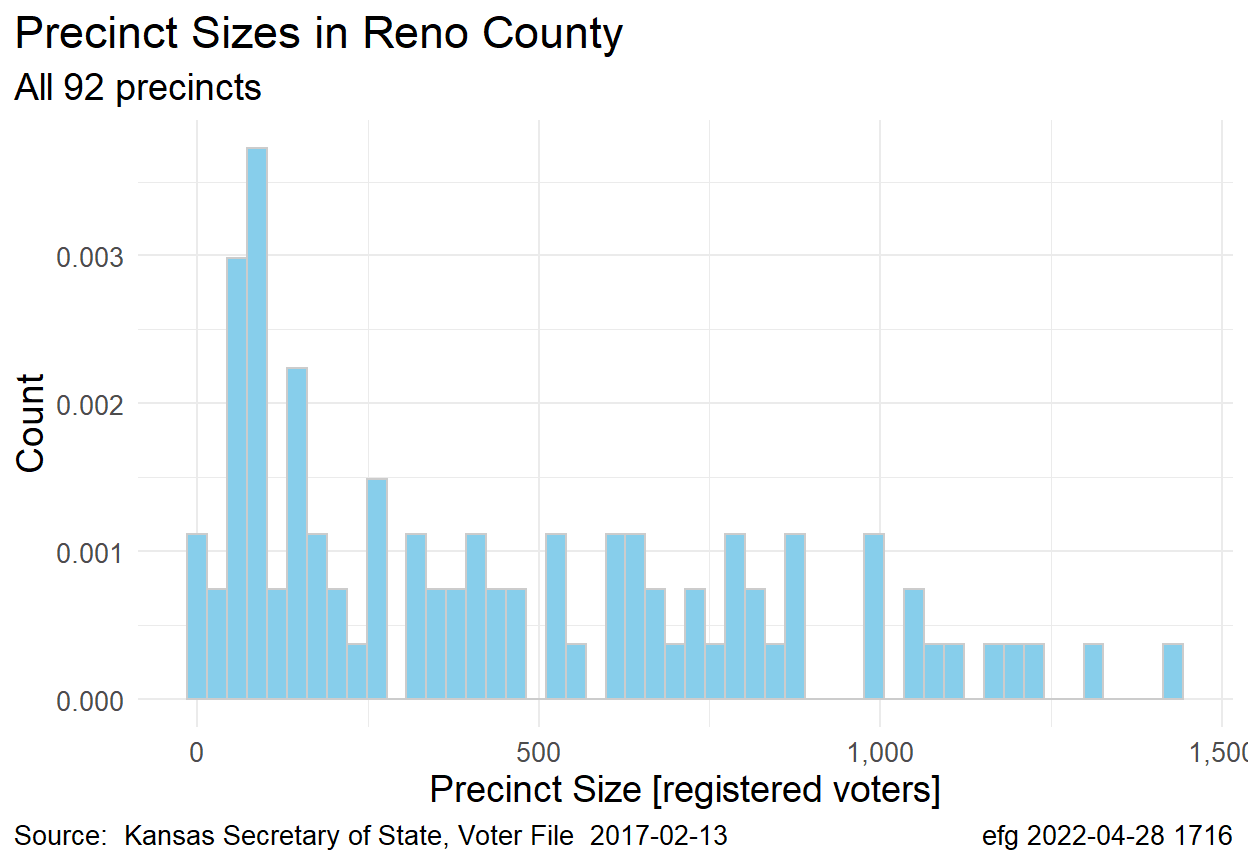 Precinct Sizes in Reno County
All 92 precincts
0.003
0.002
0.001
0.000
Count
0 500 1,000 1,500
Precinct Size [registered voters]
Source:  Kansas Secretary of State, Voter File  2017-02-13 efg 2022-04-28 1716